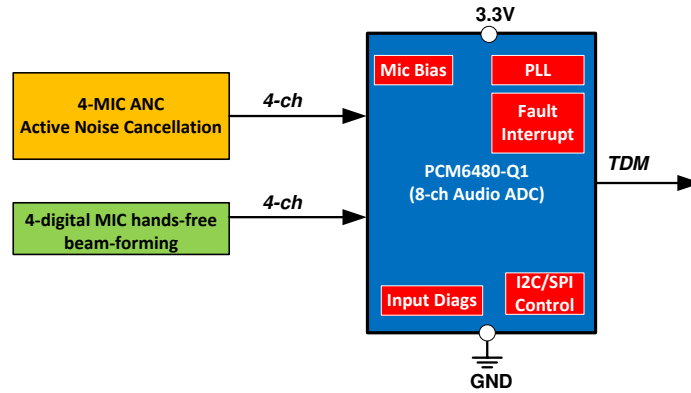 3.3V
Mic Bias
PLL
4-MIC ANC
Active Noise Cancellation
4-ch
Fault
Interrupt
TDM
PCM6480-Q1
(8-ch Audio ADC)
4-digital MIC hands-free
beam-forming
4-ch
Input Diags
I2C/SPI
Control
GND